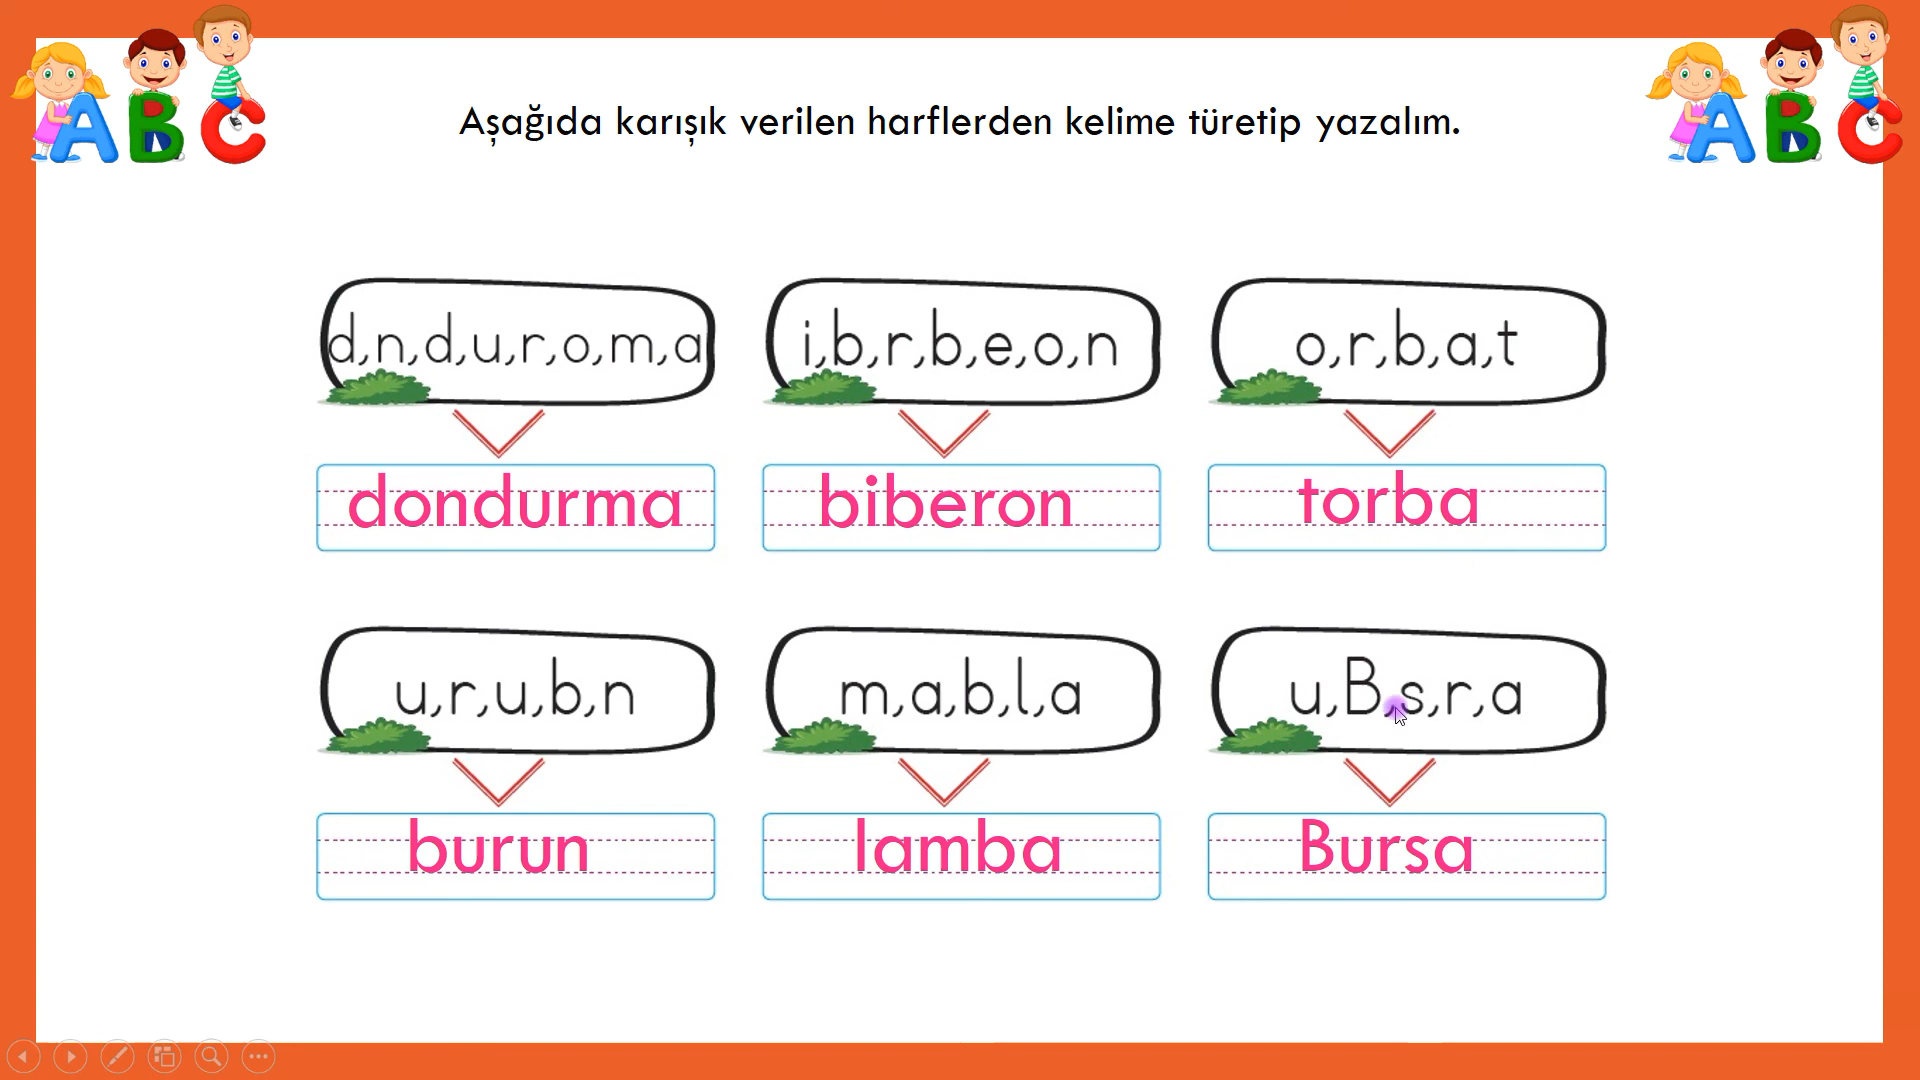 A B C
A B C
Aşağıda karışık verilen harflerden kelime türetip yazalım.
d,n,d,u,r,o,m,a
i,b,r,b,e,o,n
o,r,b,a,t
dondurma
biberon
torba
u,r,u,b,n
m,a,b,l,a
u,B,s,r,a
burun
lamba
Bursa